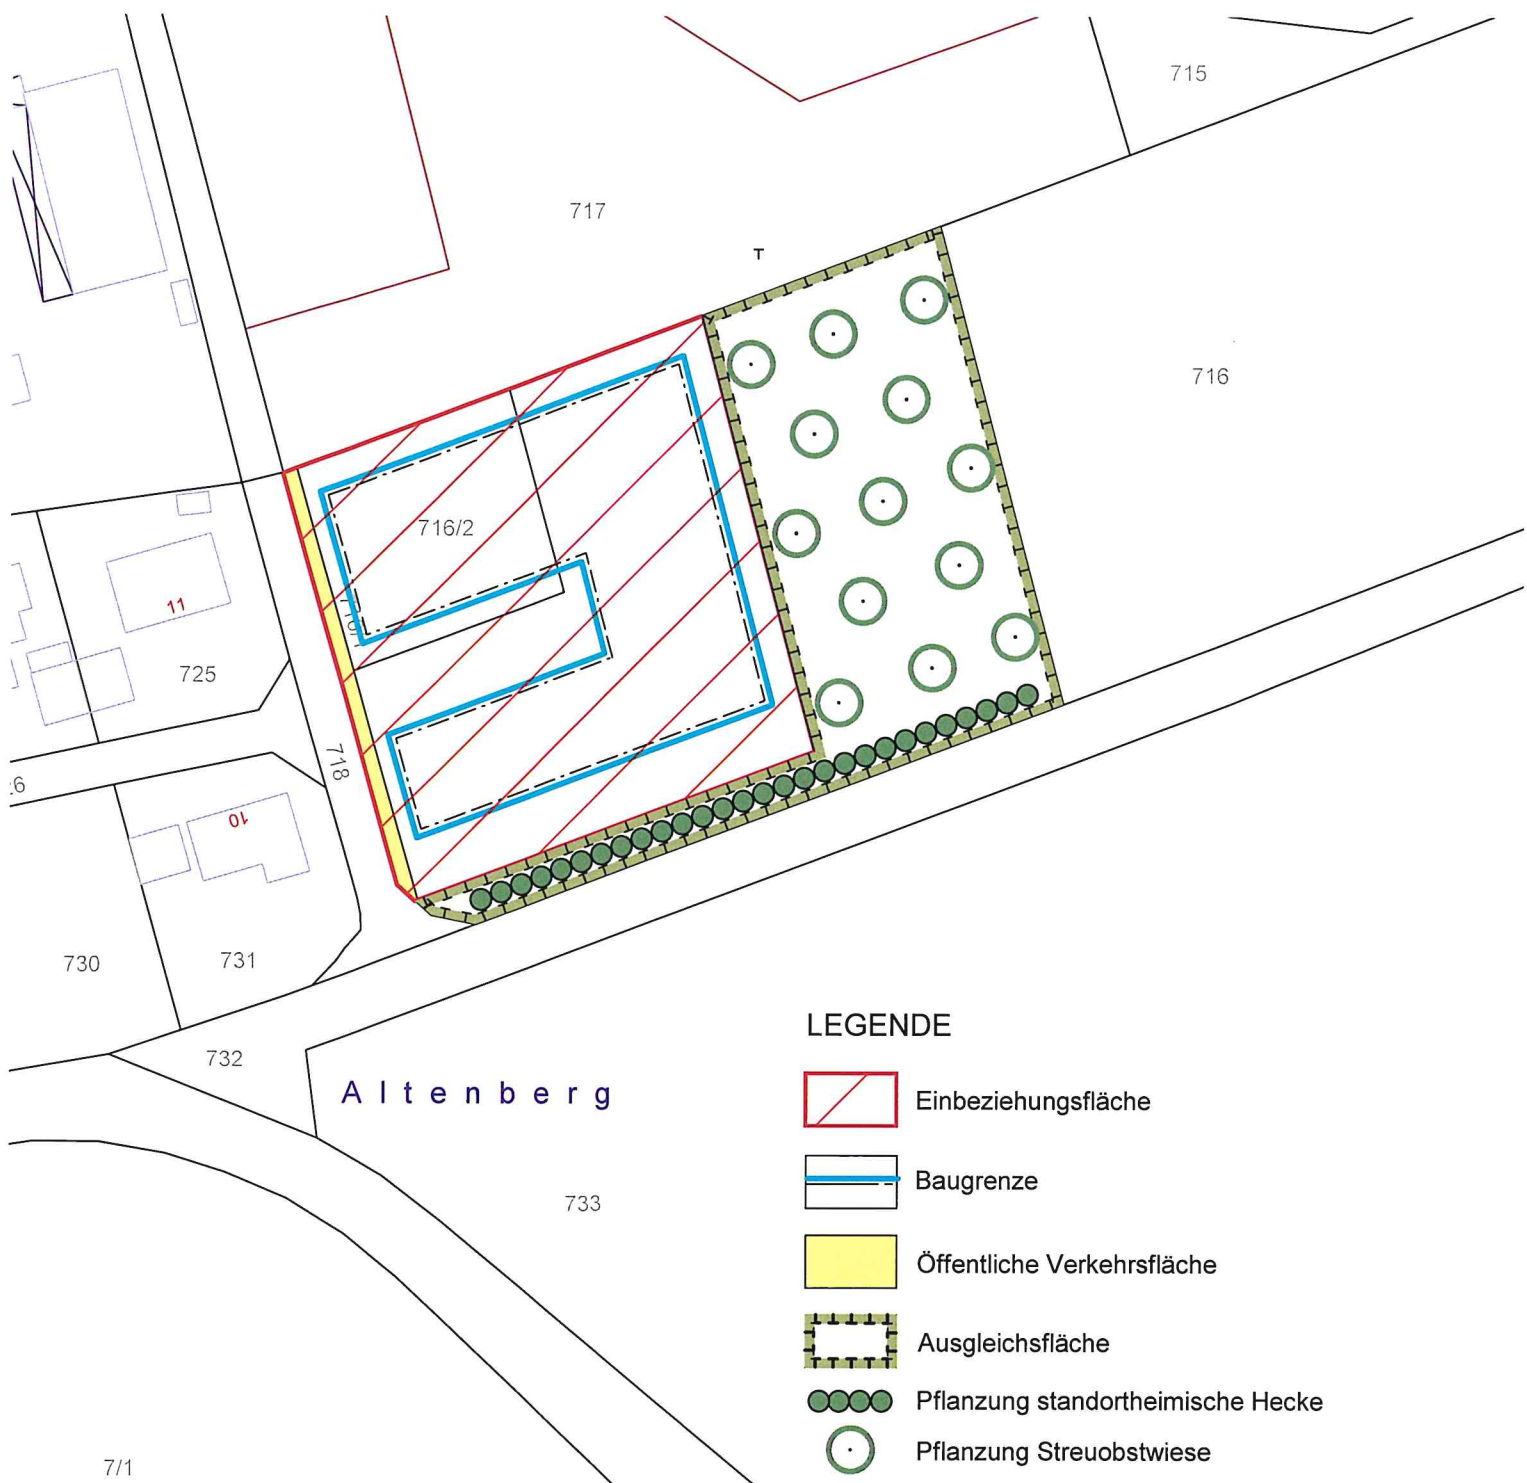 715
717
T
716
716/2
11
725
718
10
730
731
732
Altenberg
733
7/1
LEGENDE
Einbeziehungsfläche
Baugrenze
Öffentliche Verkehrsfläche
Ausgleichsfläche
Pflanzung standortheimische Hecke
Pflanzung Streuobstwiese